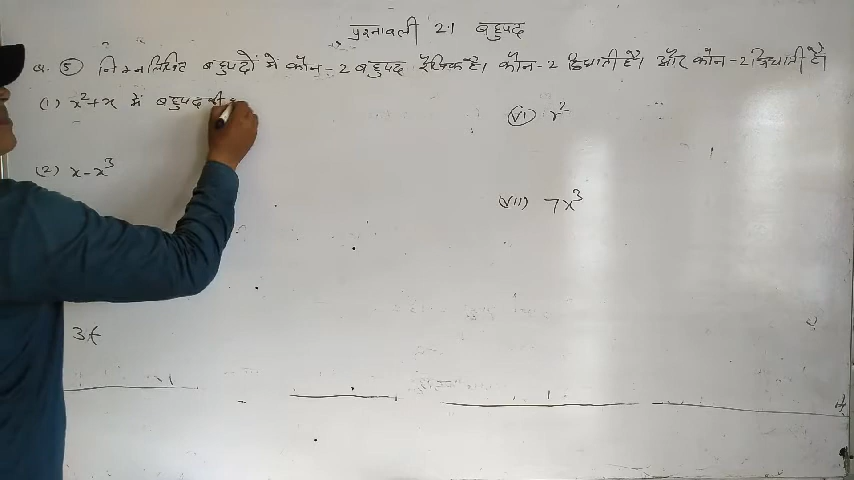 प्रश्नावली 2.1 बहुपद
प्र. ⑤ निम्नलिखित बहुपदों में कौन-2 बहुपद रैखिक है। कौन-2 द्विघाती है। और कौन-2 त्रिघाती है।
(1) x²+x में बहुपद की
(2) x-x³
3t
(vi) r²
(vii) 7x³